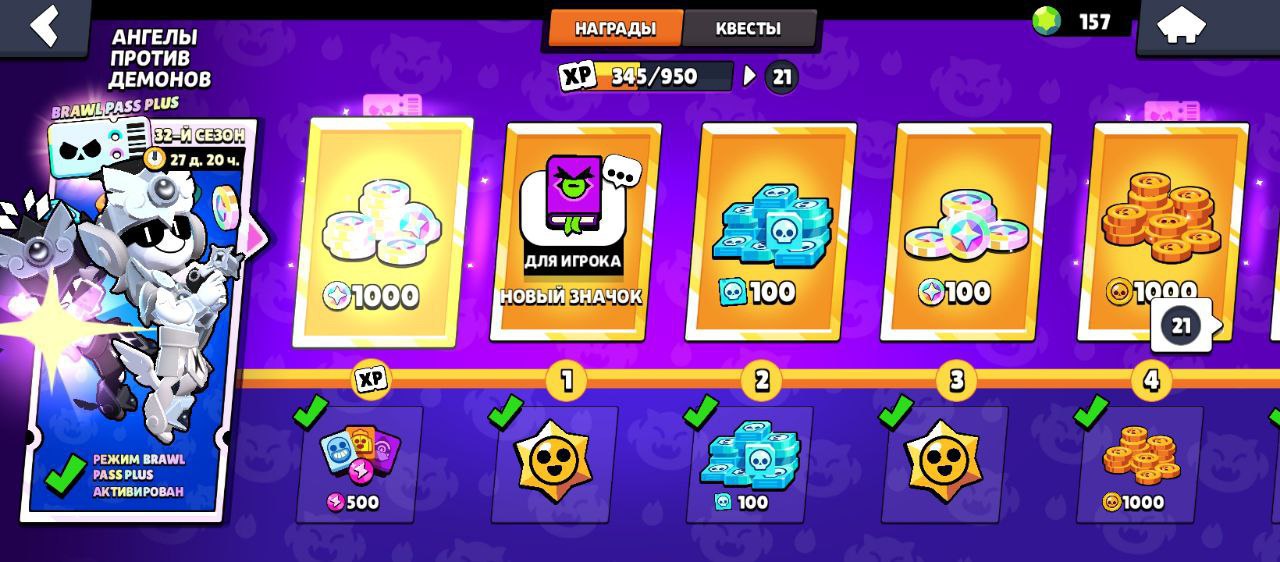 АНГЕЛЫ
ПРОТИВ
ДЕМОНОВ
НАГРАДЫ
КВЕСТЫ
157
XP 345/950
21
BRAWL PASS PLUS
32-Й СЕЗОН
27 Д. 20 Ч.
РЕЖИМ BRAWL
PASS PLUS
АКТИВИРОВАН
1000
ДЛЯ ИГРОКА
НОВЫЙ ЗНАЧОК
100
100
1000
21
XP
1
2
3
4
500
100
1000